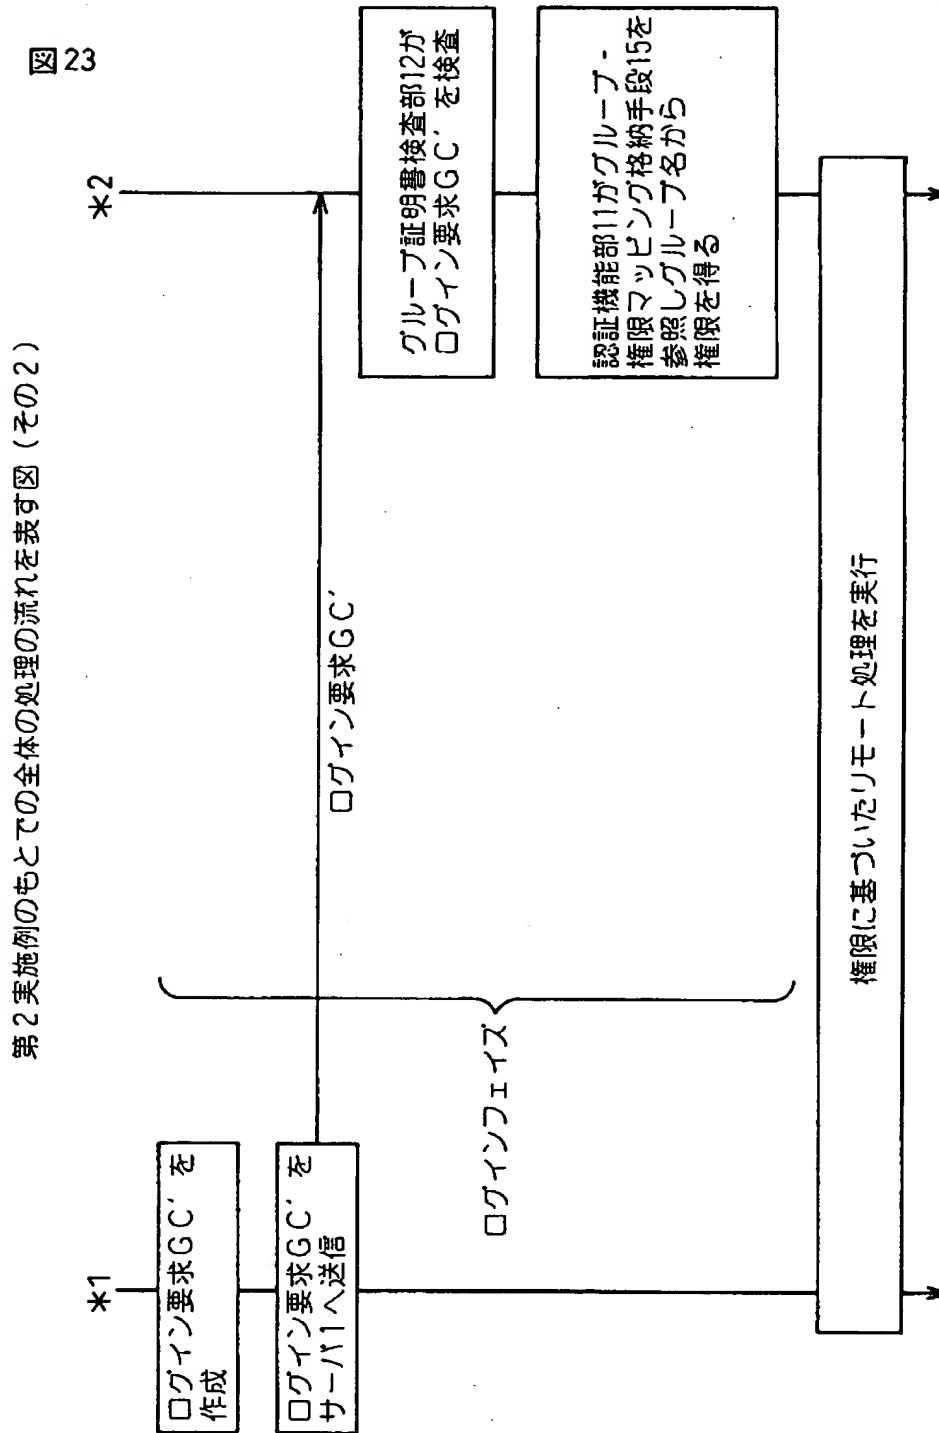 図23
第2実施例のもとでの全体の処理の流れを表す図(その2)
*1
*2
ログイン要求GC'を
作成
ログイン要求GC'を
サーバ1へ送信
ログイン要求GC'
グループ証明書検査部12が
ログイン要求GC'を検査
ログインフェイズ
認証機能部11がグループ-
権限マッピング格納手段15を
参照しグループ名から
権限を得る
権限に基づいたリモート処理を実行